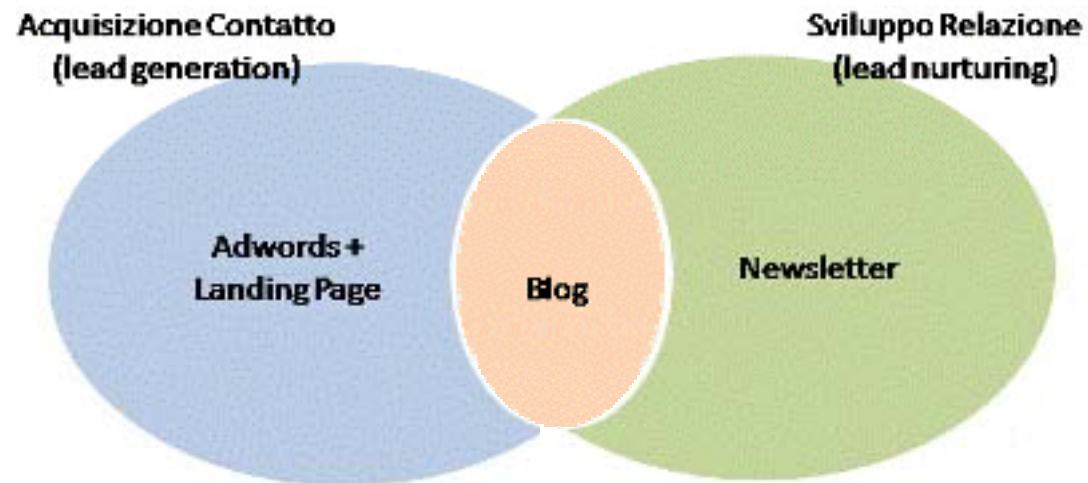 Acquisizione Contatto
(lead generation)
Sviluppo Relazione
(lead nurturing)
Adwords +
Landing Page
Blog
Newsletter